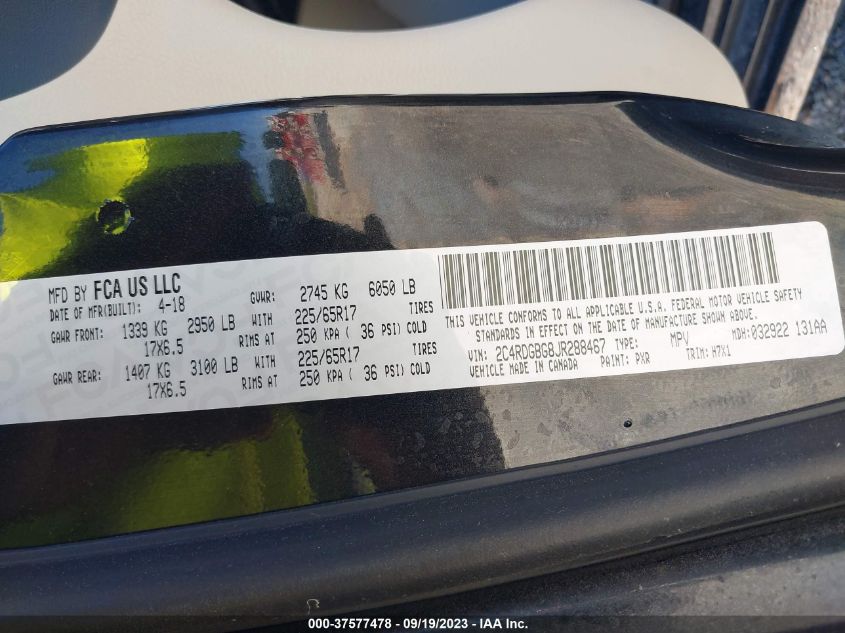 MFD BY FCA US LLC
DATE OF MFR(BUILT): 4-18 GVWR: 2745 KG 6050 LB
GAWR FRONT: 1339 KG 2950 LB WITH 225/65R17 TIRES
17X6.5 RIMS AT 250 KPA ( 36 PSI) COLD
GAWR REAR: 1407 KG 3100 LB WITH 225/65R17 TIRES
17X6.5 RIMS AT 250 KPA ( 36 PSI) COLD
THIS VEHICLE CONFORMS TO ALL APPLICABLE U.S.A. FEDERAL MOTOR VEHICLE SAFETY
STANDARDS IN EFFECT ON THE DATE OF MANUFACTURE SHOWN ABOVE.
VIN: 2C4RDGBG8JR288467 TYPE: MPV MDH: 032922 131AA
VEHICLE MADE IN CANADA PAINT: PXR TRIM: H7X1
000-37577478 - 09/19/2023 - IAA Inc.